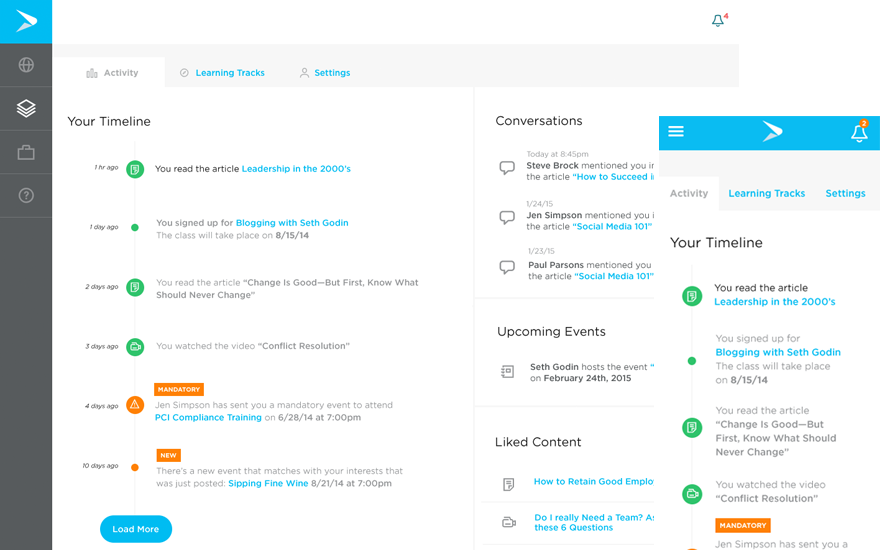 4
Activity
Learning Tracks
Settings
Your Timeline
1 hr ago
You read the article Leadership in the 2000's
1 day ago
You signed up for Blogging with Seth Godin
The class will take place on 8/15/14
2 days ago
You read the article “Change Is Good—But First, Know What
Should Never Change”
3 days ago
You watched the video “Conflict Resolution”
MANDATORY
4 days ago
Jen Simpson has sent you a mandatory event to attend
PCI Compliance Training on 6/28/14 at 7:00pm
NEW
10 days ago
There's a new event that matches with your interests that
was just posted: Sipping Fine Wine 8/21/14 at 7:00pm
Load More
Conversations
Today at 8:45pm
Steve Brock mentioned you in
the article “How to Succeed
1/24/15
Jen Simpson mentioned you
the article “Social Media 101”
1/23/15
Paul Parsons mentioned you
the article “Social Media 101”
Upcoming Events
Seth Godin hosts the event “
on February 24th, 2015
Liked Content
How to Retain Good
Do I really Need a Team?
these 6 Questions
2
Activity
Learning Tracks
Settings
Your Timeline
You read the article
Leadership in the 2000's
You signed up for
Blogging with Seth Godin
The class will take place
on 8/15/14
You read the article
“Change Is Good—But
First, Know What Should
Never Change”
You watched the video
“Conflict Resolution”
MANDATORY
Jen Simpson has sent you a